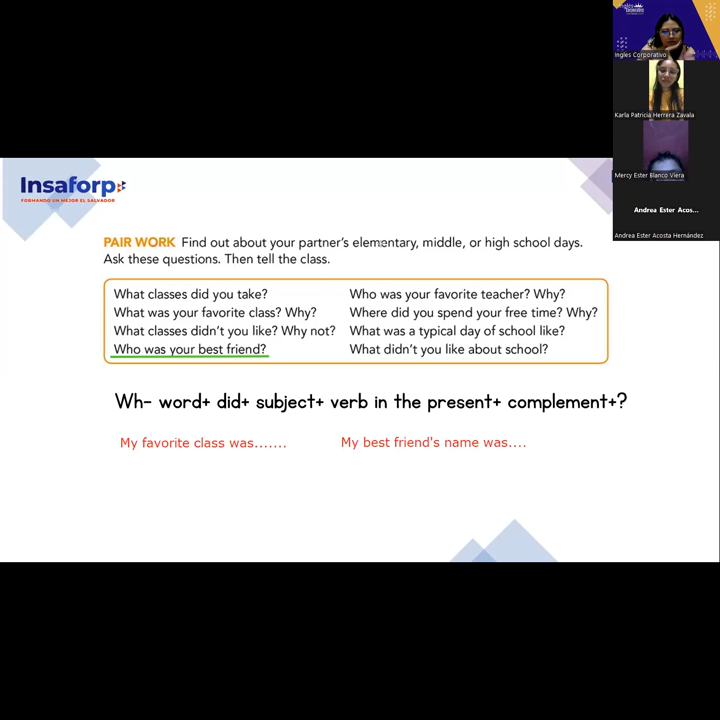 Ingles Corporativo
Karla Patricia Herrera Zavala
Mercy Ester Blanco Viera
Andrea Ester Acos...
Andrea Ester Acosta Hernández
Insaforp
FORMANDO UN MEJOR EL SALVADOR
PAIR WORK Find out about your partner's elementary, middle, or high school days.
Ask these questions. Then tell the class.
What classes did you take?
What was your favorite class? Why?
What classes didn't you like? Why not?
Who was your best friend?
Who was your favorite teacher? Why?
Where did you spend your free time? Why?
What was a typical day of school like?
What didn't you like about school?
Wh- word+ did+ subject+ verb in the present+ complement+?
My favorite class was.......
My best friend's name was....